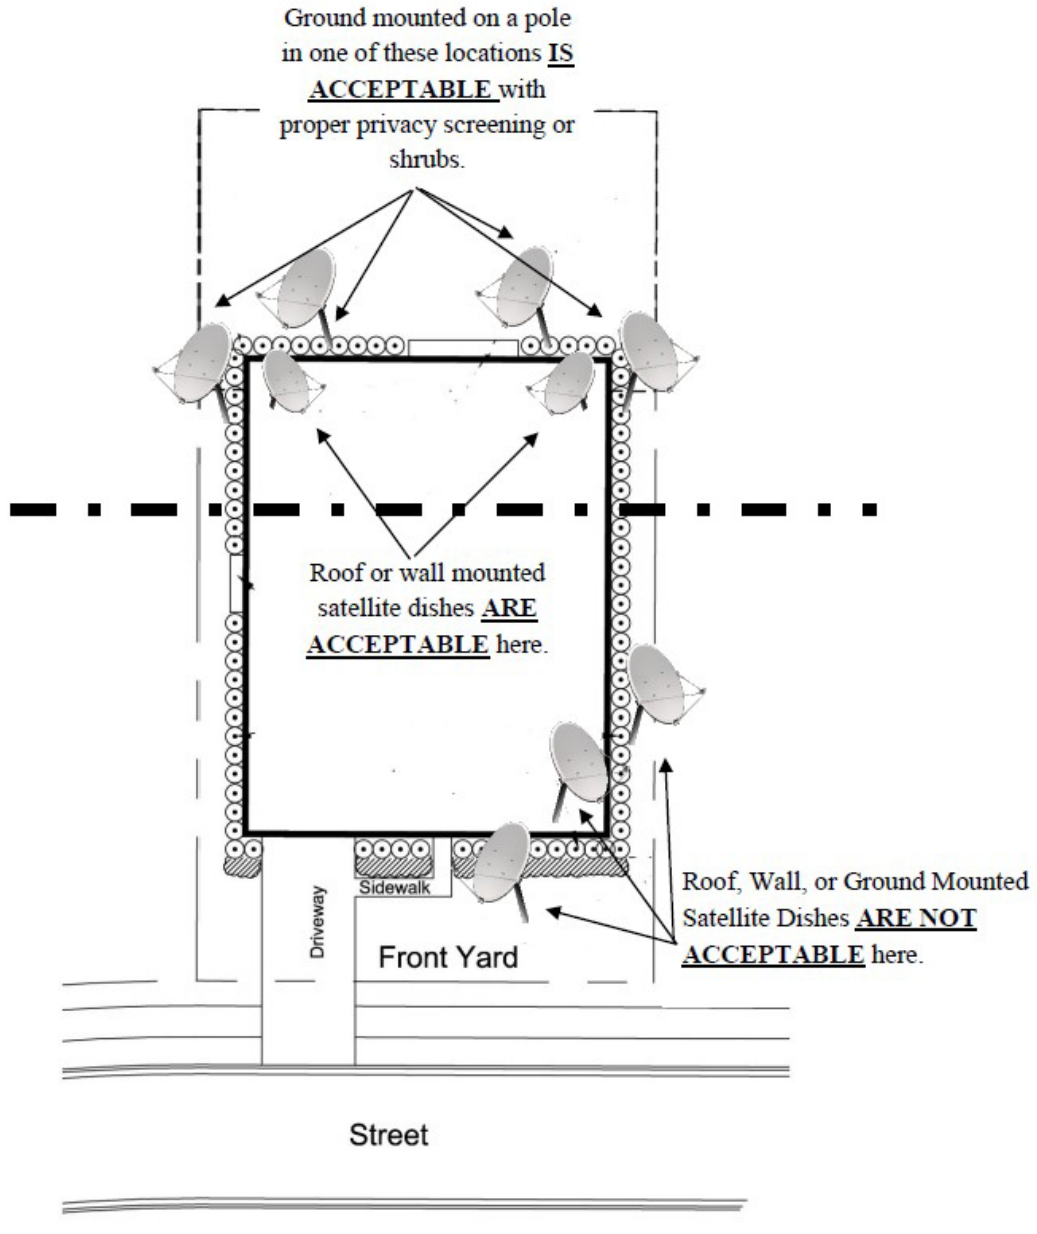 Ground mounted on a pole
in one of these locations IS
ACCEPTABLE with
proper privacy screening or
shrubs.
Roof or wall mounted
satellite dishes ARE
ACCEPTABLE here.
Roof, Wall, or Ground Mounted
Satellite Dishes ARE NOT
ACCEPTABLE here.
Sidewalk
Driveway
Front Yard
Street